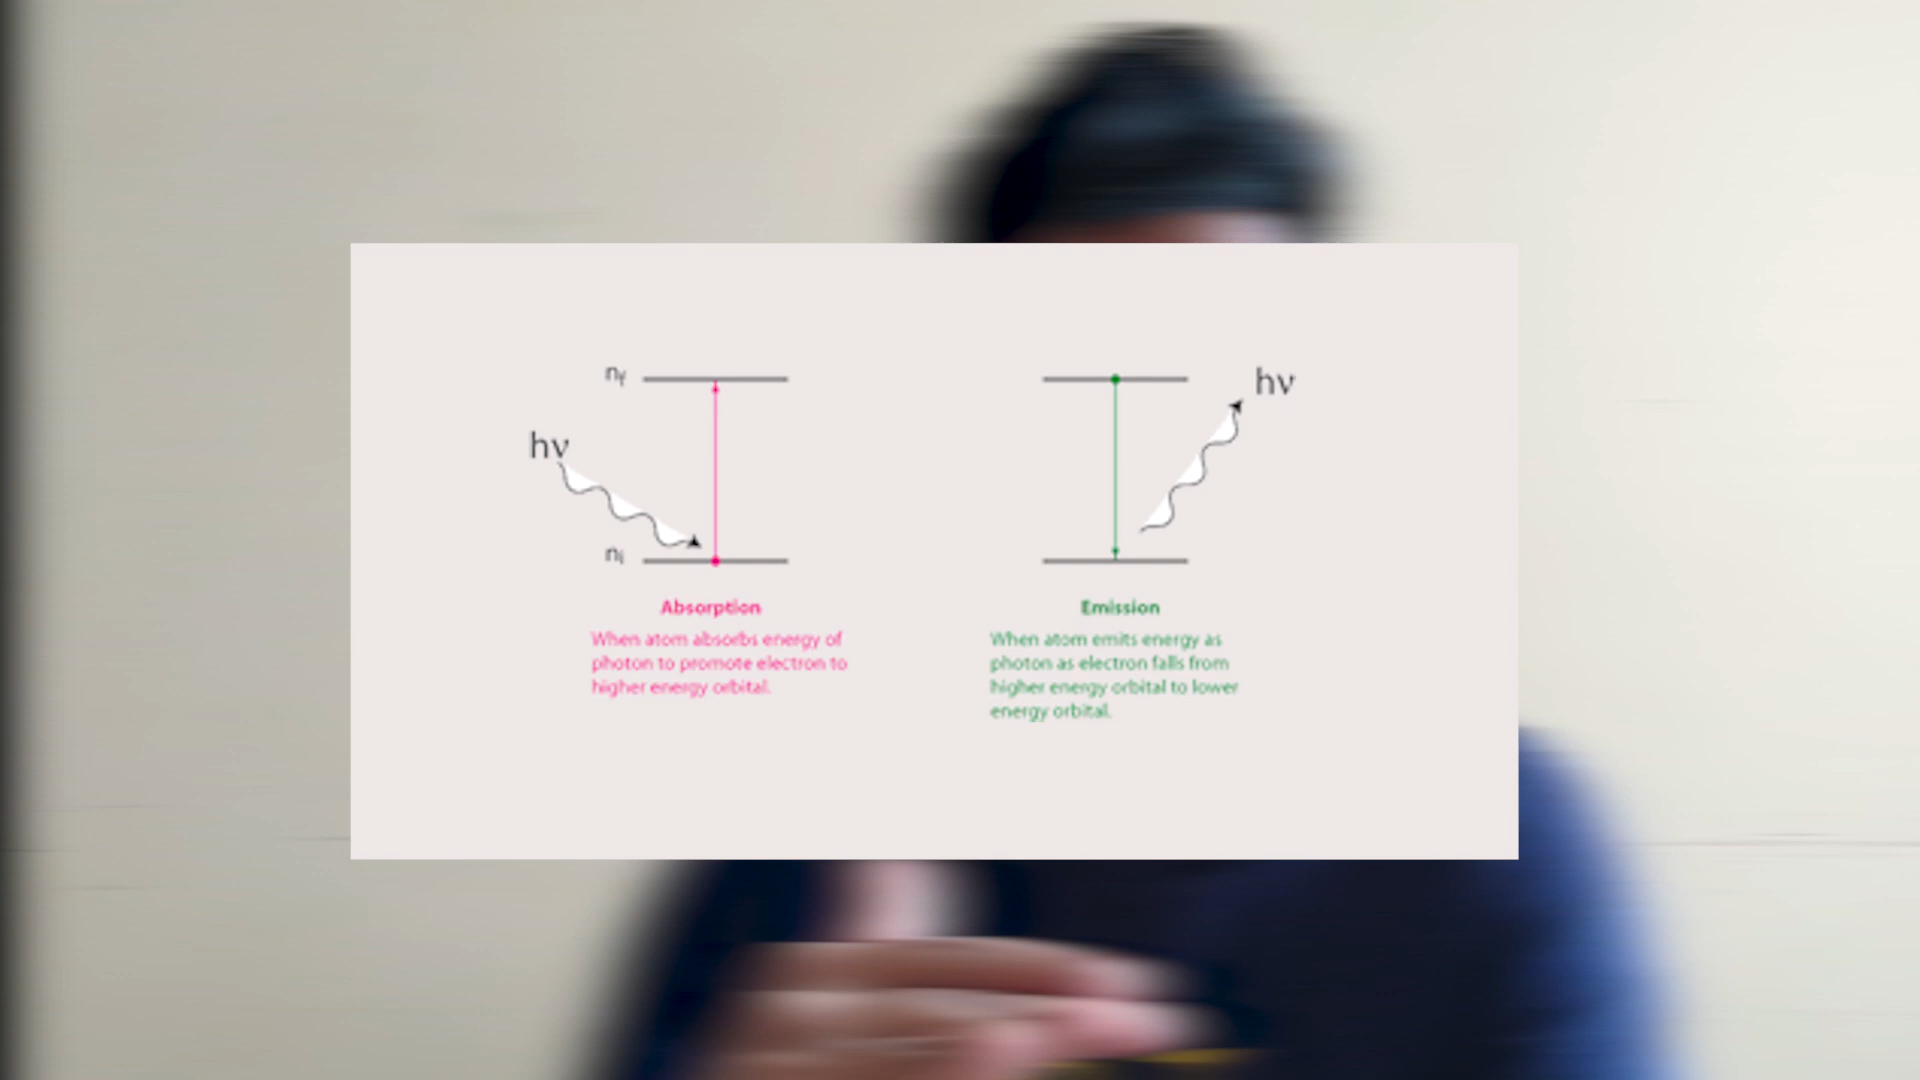 n_f
hν
n_i
Absorption
When atom absorbs energy of
photon to promote electron to
higher energy orbital.
hν
Emission
When atom emits energy as
photon as electron falls from
higher energy orbital to lower
energy orbital.